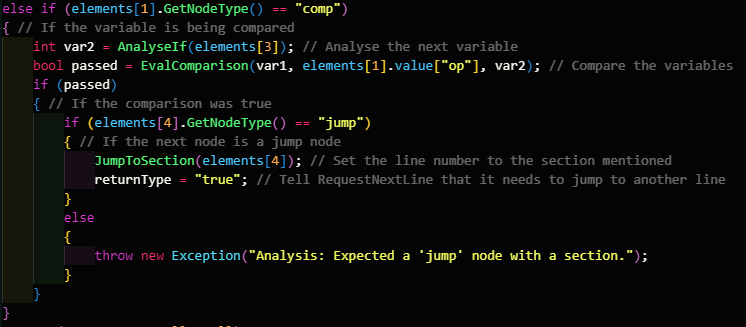 else if (elements[1].GetNodeType() == "comp")
{ // If the variable is being compared
int var2 = AnalyseIf(elements[3]); // Analyse the next variable
bool passed = EvalComparison(var1, elements[1].value["op"], var2); // Compare the variables
if (passed)
{ // If the comparison was true
if (elements[4].GetNodeType() == "jump")
{ // If the next node is a jump node
JumpToSection(elements[4]); // Set the line number to the section mentioned
returnType = "true"; // Tell RequestNextLine that it needs to jump to another line
}
else
{
throw new Exception("Analysis: Expected a 'jump' node with a section.");
}
}
}